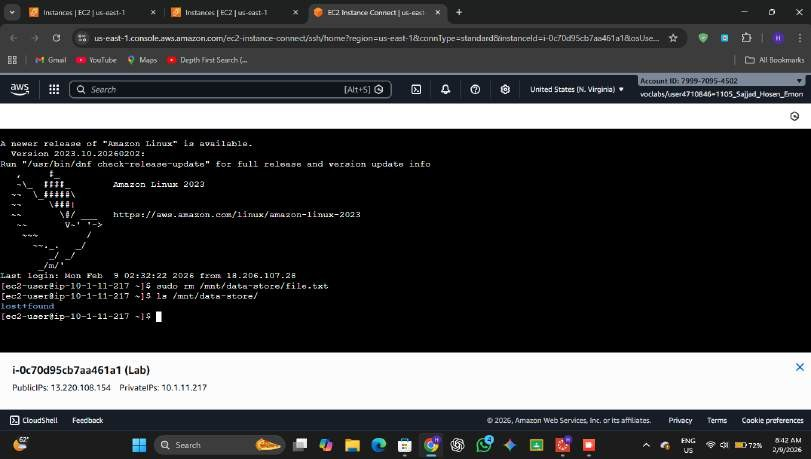 Instances | EC2 | us-east-1
Instances | EC2 | us-east-1
EC2 Instance Connect | us-east
us-east-1.console.aws.amazon.com/ec2-instance-connect/ssh/home?region=us-east-1&connType=standard&instanceId=i-0c70d95cb7aa461a1&osUse...
Gmail
YouTube
Maps
Depth First Search (...
All Bookmarks
aws
Search
[Alt+S]
United States (N. Virginia)
Account ID: 7999-7095-4502
voclabs/user4710846=1105_Sajjad_Hosen_Emon
A newer release of "Amazon Linux" is available.
Version 2023.10.20260202:
Run "/usr/bin/dnf check-release-update" for full release and version update info
Amazon Linux 2023
https://aws.amazon.com/linux/amazon-linux-2023
Last login: Mon Feb  9 02:32:22 2026 from 18.206.107.28
[ec2-user@ip-10-1-11-217 ~]$ sudo rm /mnt/data-store/file.txt
[ec2-user@ip-10-1-11-217 ~]$ ls /mnt/data-store/
lost+found
[ec2-user@ip-10-1-11-217 ~]$
i-0c70d95cb7aa461a1 (Lab)
PublicIPs: 13.220.108.154 PrivateIPs: 10.1.11.217
CloudShell
Feedback
© 2026, Amazon Web Services, Inc. or its affiliates.
Privacy
Terms
Cookie preferences
62°
Search
4
ENG
US
72%
8:42 AM
2/9/2026